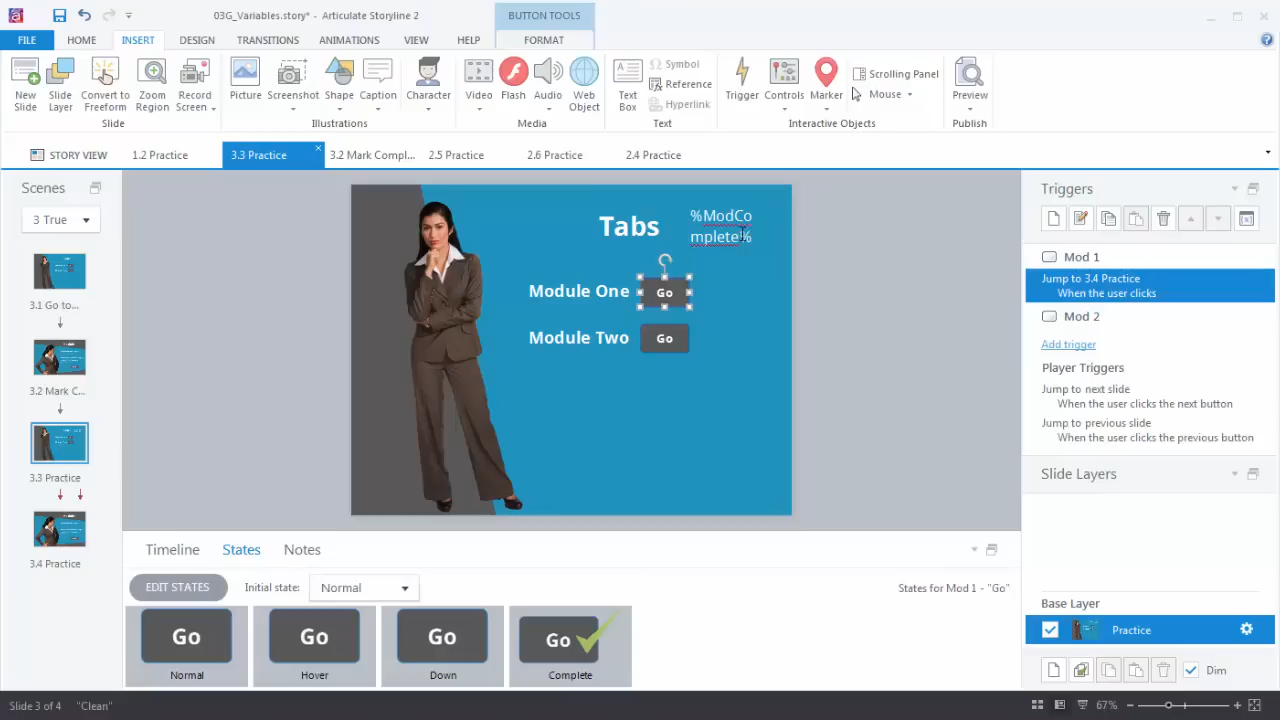 03G_Variables.story* - Articulate Storyline 2
BUTTON TOOLS
FILE
HOME
INSERT
DESIGN
TRANSITIONS
ANIMATIONS
VIEW
HELP
FORMAT
New
Slide
Slide
Layer
Convert to
Freeform
Zoom
Region
Record
Screen
Slide
Picture
Screenshot
Shape
Caption
Character
Illustrations
Video
Flash
Audio
Web
Object
Media
Text
Box
Symbol
Reference
Hyperlink
Text
Trigger
Controls
Marker
Scrolling Panel
Mouse
Interactive Objects
Preview
Publish
STORY VIEW
1.2 Practice
3.3 Practice
3.2 Mark Compl...
2.5 Practice
2.6 Practice
2.4 Practice
Scenes
3 True
3.1 Go to...
3.2 Mark C...
3.3 Practice
3.4 Practice
Tabs
%ModCo
mplete%
Module One
Go
Module Two
Go
Triggers
Mod 1
Jump to 3.4 Practice
When the user clicks
Mod 2
Add trigger
Player Triggers
Jump to next slide
When the user clicks the next button
Jump to previous slide
When the user clicks the previous button
Slide Layers
Base Layer
Practice
Dim
Timeline
States
Notes
EDIT STATES
Initial state:
Normal
States for Mod 1 - "Go"
Go
Normal
Go
Hover
Go
Down
Go
Complete
Slide 3 of 4
"Clean"
67%